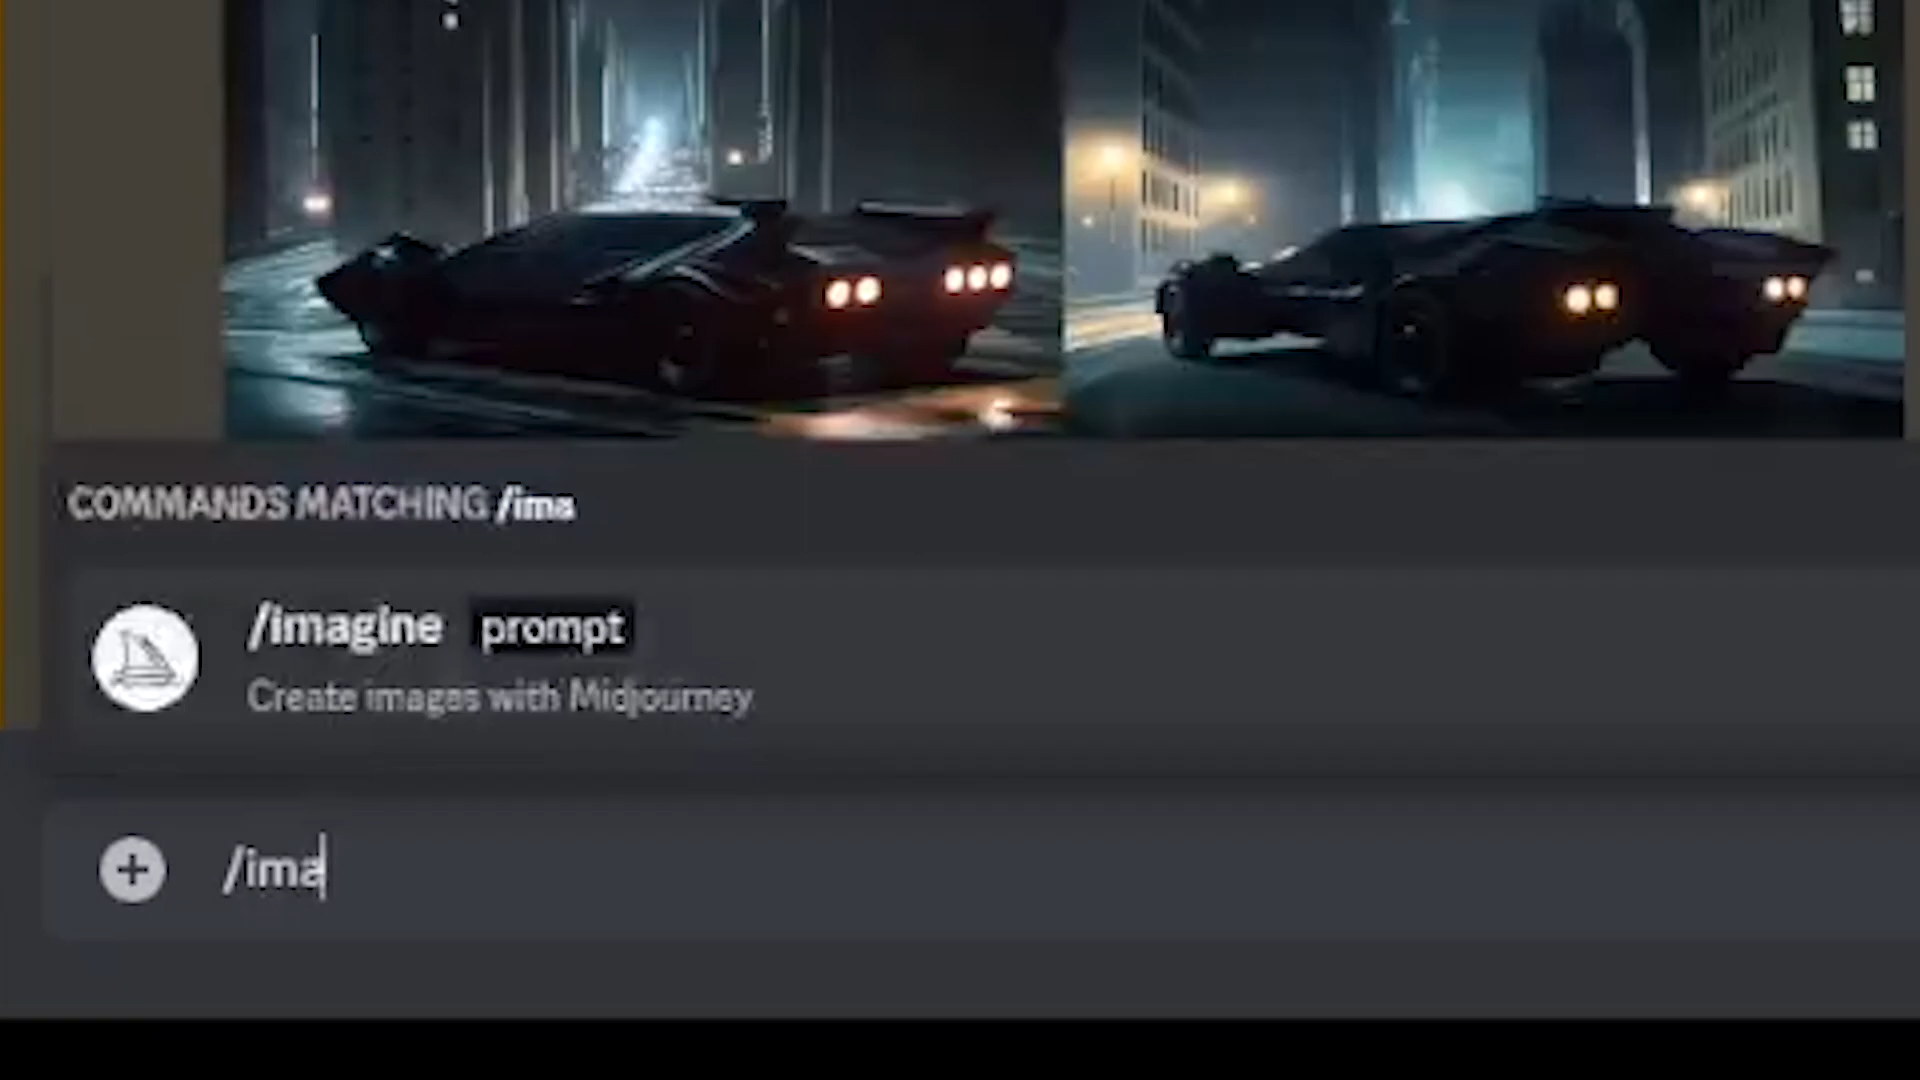 COMMANDS MATCHING /ima
/imagine prompt
Create images with Midjourney
/ima